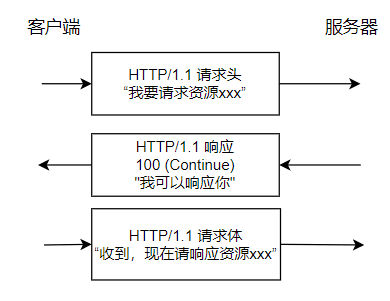 客户端
服务器
HTTP/1.1 请求头
“我要请求资源xxx”
HTTP/1.1 响应
100 (Continue)
"我可以响应你"
HTTP/1.1 请求体
“收到，现在请响应资源xxx”